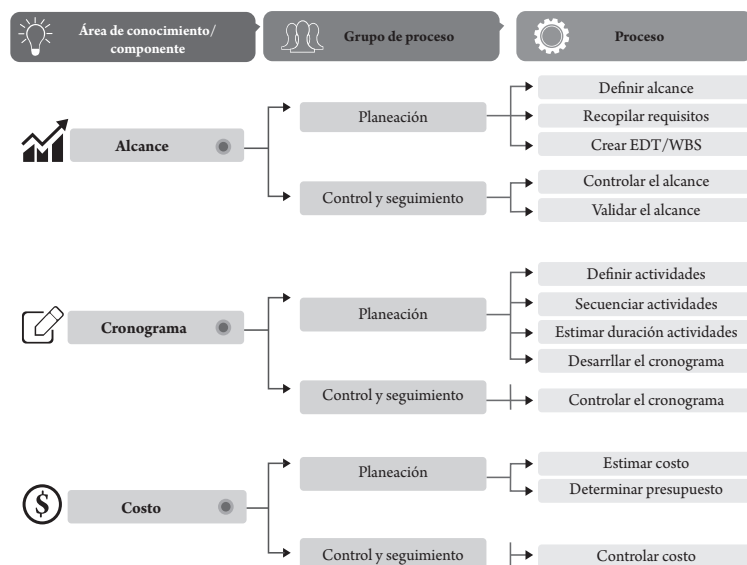 Área de conocimiento/
componente
Grupo de proceso
Proceso
Alcance
Planeación
Definir alcance
Recopilar requisitos
Crear EDT/WBS
Control y seguimiento
Controlar el alcance
Validar el alcance
Cronograma
Planeación
Definir actividades
Secuenciar actividades
Estimar duración actividades
Desarrllar el cronograma
Control y seguimiento
Controlar el cronograma
$
Costo
Planeación
Estimar costo
Determinar presupuesto
Control y seguimiento
Controlar costo